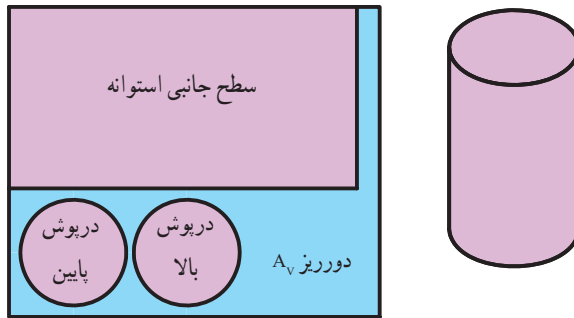 سطح جانبی استوانه
درپوش
بالا
درپوش
پایین
دورریز A_V